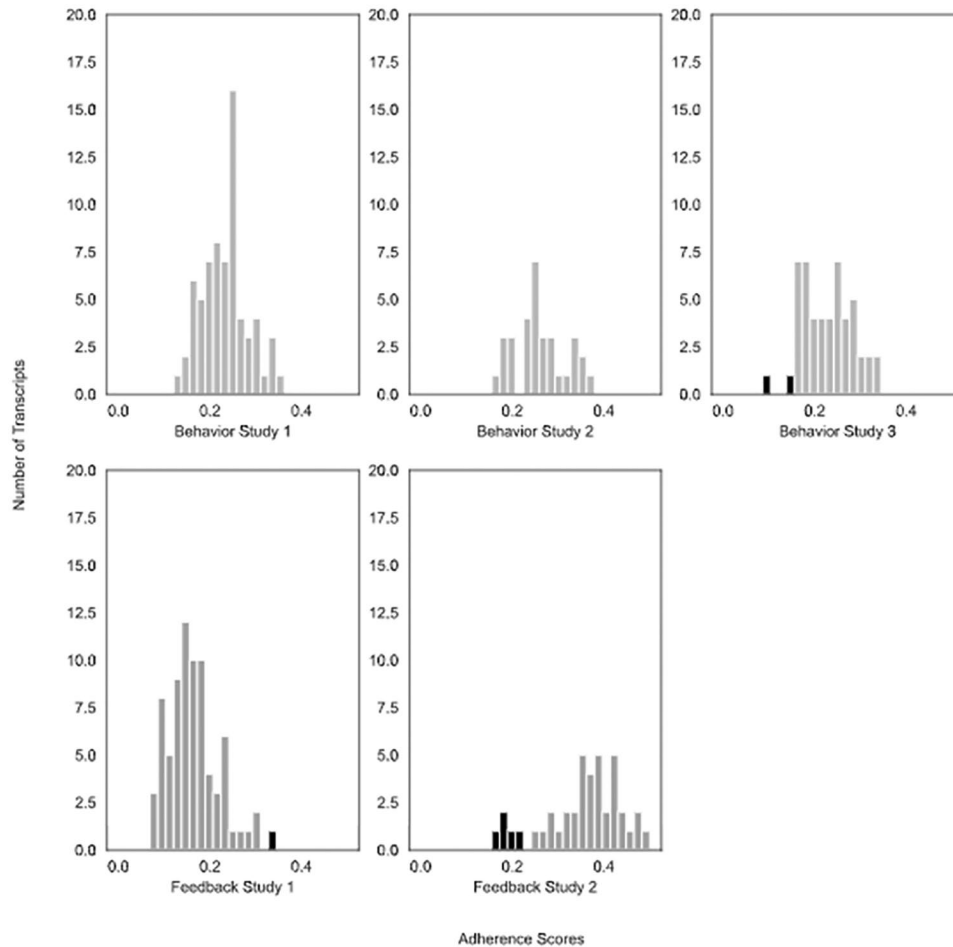 20.0 20.0 20.0
17.5 17.5 17.5
15.0 15.0 15.0
12.5 12.5 12.5
10.0 10.0 10.0
7.5 7.5 7.5
5.0 5.0 5.0
2.5 2.5 2.5
0.0 0.0 0.0
0.0 0.2 0.4 0.0 0.2 0.4 0.0 0.2 0.4
Behavior Study 1 Behavior Study 2 Behavior Study 3
Number of Transcripts
20.0 20.0
17.5 17.5
15.0 15.0
12.5 12.5
10.0 10.0
7.5 7.5
5.0 5.0
2.5 2.5
0.0 0.0
0.0 0.2 0.4 0.0 0.2 0.4
Feedback Study 1 Feedback Study 2
Adherence Scores